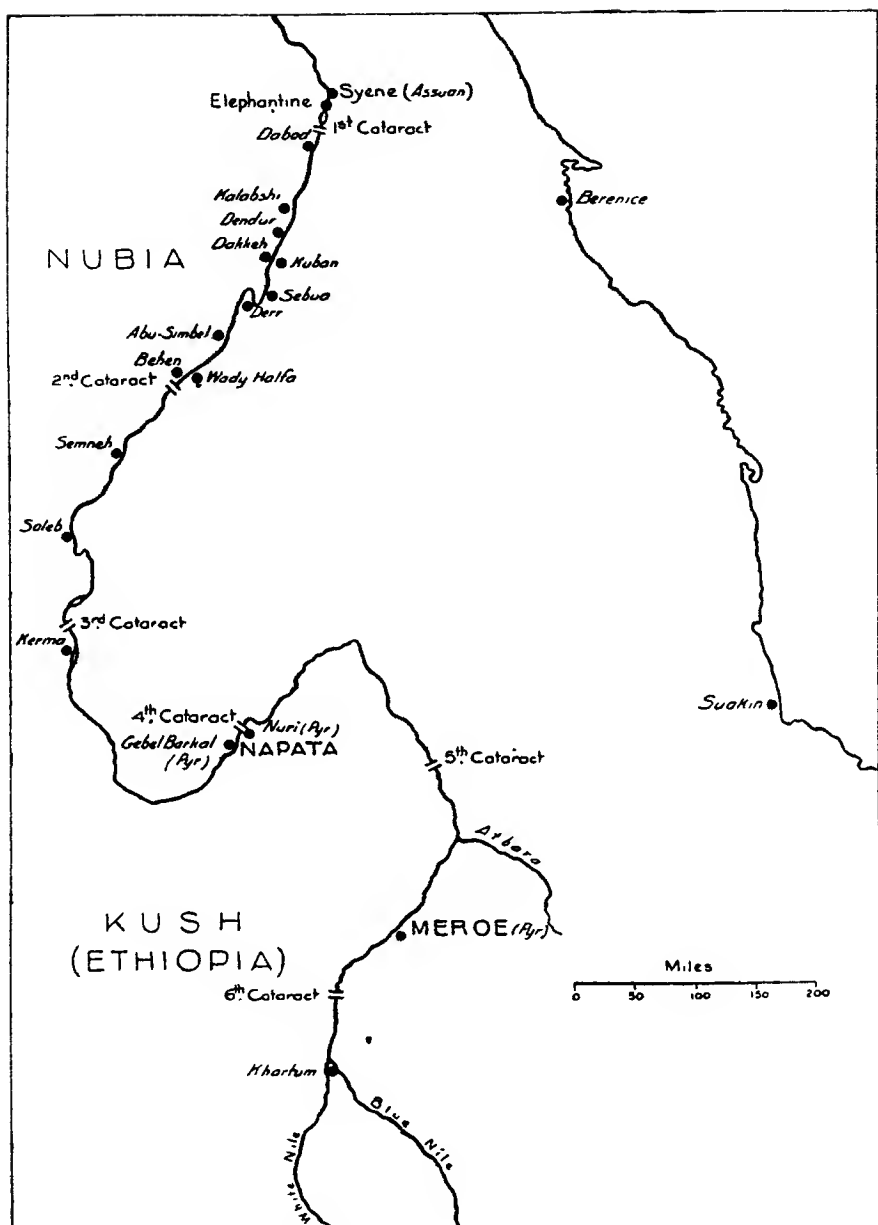 Syene (Assuan)
Elephantine
1st Cataract
Dabod
Kalabshi
Dendur
Dakkeh
Kuban
NUBIA
Sebua
Derr
Abu-Simbel
Behen
Wady Halfa
2nd Cataract
Semneh
Soleb
3rd Cataract
Kerma
4th Cataract
Nuri (Pyr)
Gebel Barkal
(Pyr)
NAPATA
5th Cataract
Atbara
Berenice
Suakin
KUSH
(ETHIOPIA)
MEROE (Pyr)
6th Cataract
Miles
0 50 100 150 200
Khartum
Blue Nile
White Nile